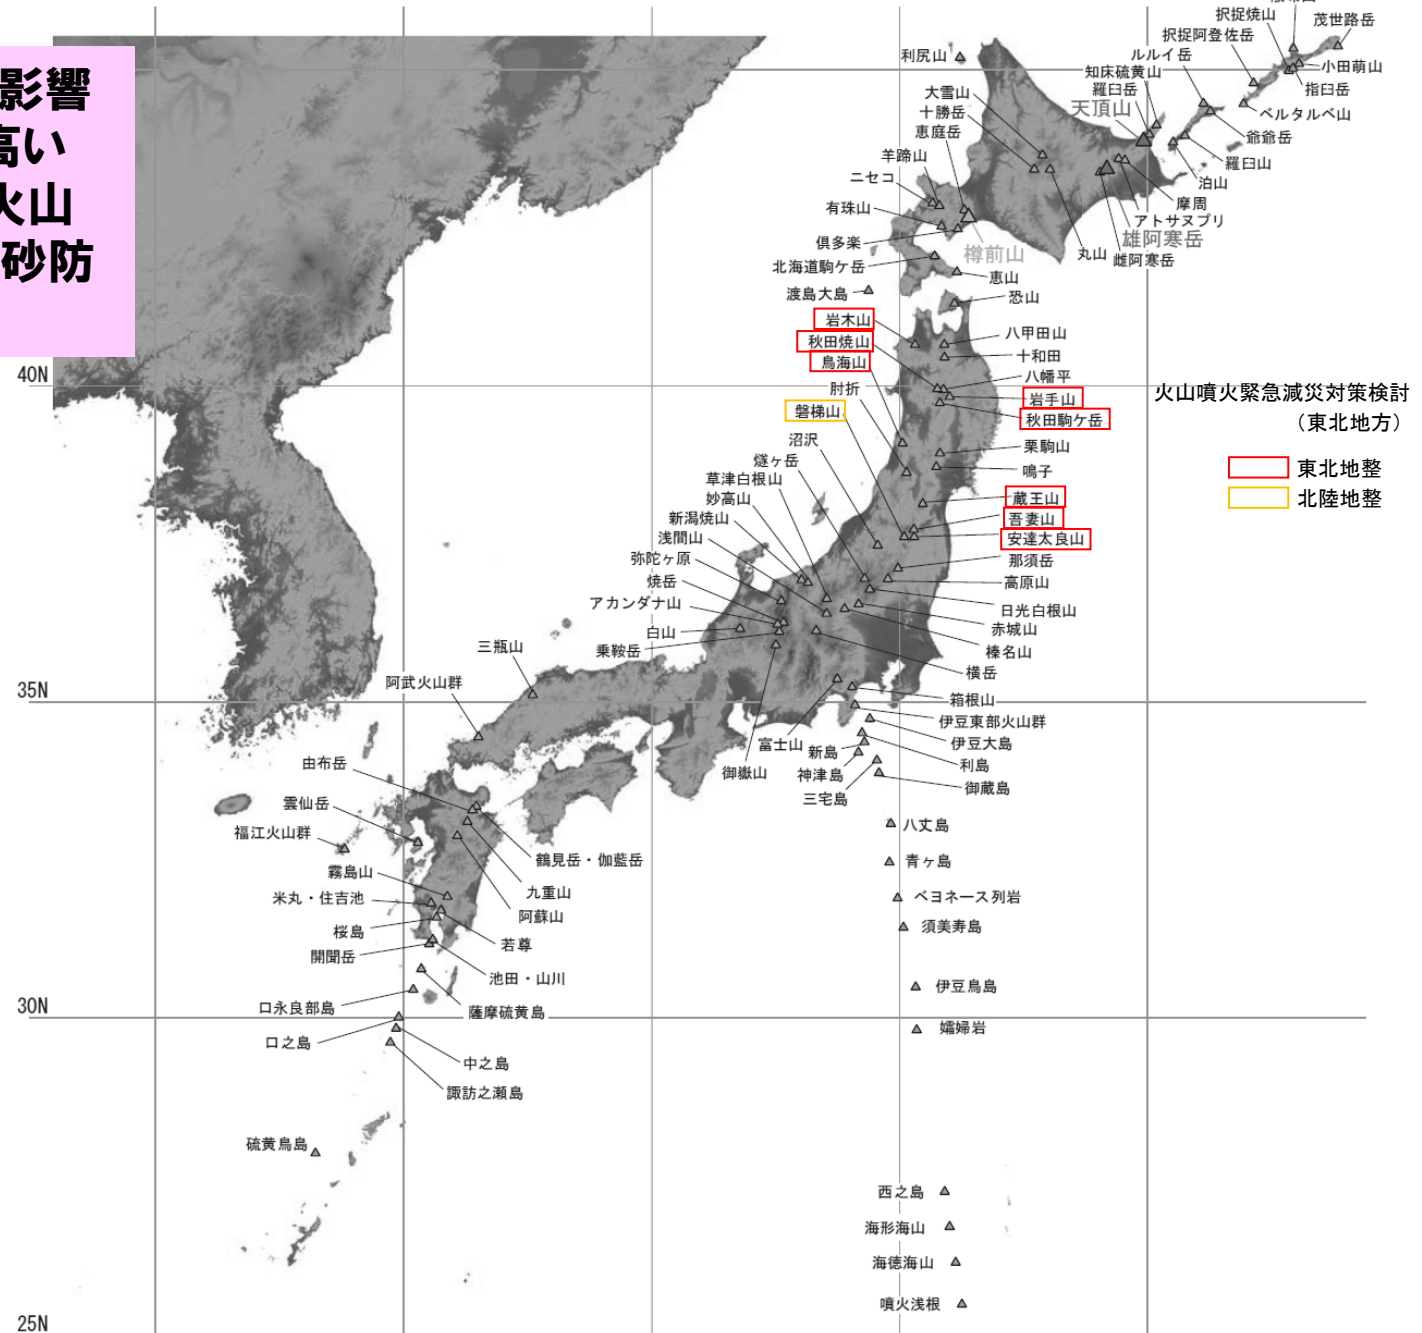 影響
高い
火山
砂防
択捉焼山
茂世路岳
択捉阿登佐岳
ルルイ岳
小田萌山
利尻山
知床硫黄山
指臼岳
大雪山
羅臼岳
天頂山
ベルタルベ山
十勝岳
恵庭岳
爺爺岳
羊蹄山
羅臼山
ニセコ
泊山
有珠山
摩周
アトサヌプリ
倶多楽
雄阿寒岳
樽前山
丸山
雌阿寒岳
北海道駒ケ岳
恵山
渡島大島
恐山
岩木山
八甲田山
秋田焼山
十和田
鳥海山
40N
八幡平
肘折
火山噴火緊急減災対策検討
岩手山
磐梯山
秋田駒ケ岳
（東北地方）
沼沢
栗駒山
燧ヶ岳
東北地整
鳴子
草津白根山
妙高山
蔵王山
北陸地整
新潟焼山
吾妻山
浅間山
安達太良山
弥陀ヶ原
那須岳
焼岳
高原山
アカンダナ山
日光白根山
白山
赤城山
三瓶山
乗鞍岳
榛名山
横岳
阿武火山群
35N
箱根山
伊豆東部火山群
富士山
新島
伊豆大島
由布岳
御嶽山
神津島
利島
三宅島
御蔵島
雲仙岳
福江火山群
八丈島
鶴見岳・伽藍岳
青ヶ島
霧島山
九重山
米丸・住吉池
ベヨネース列岩
阿蘇山
桜島
須美寿島
若尊
開聞岳
池田・山川
伊豆鳥島
30N
口永良部島
薩摩硫黄島
口之島
孀婦岩
中之島
諏訪之瀬島
硫黄鳥島
西之島
海形海山
海徳海山
噴火浅根
25N